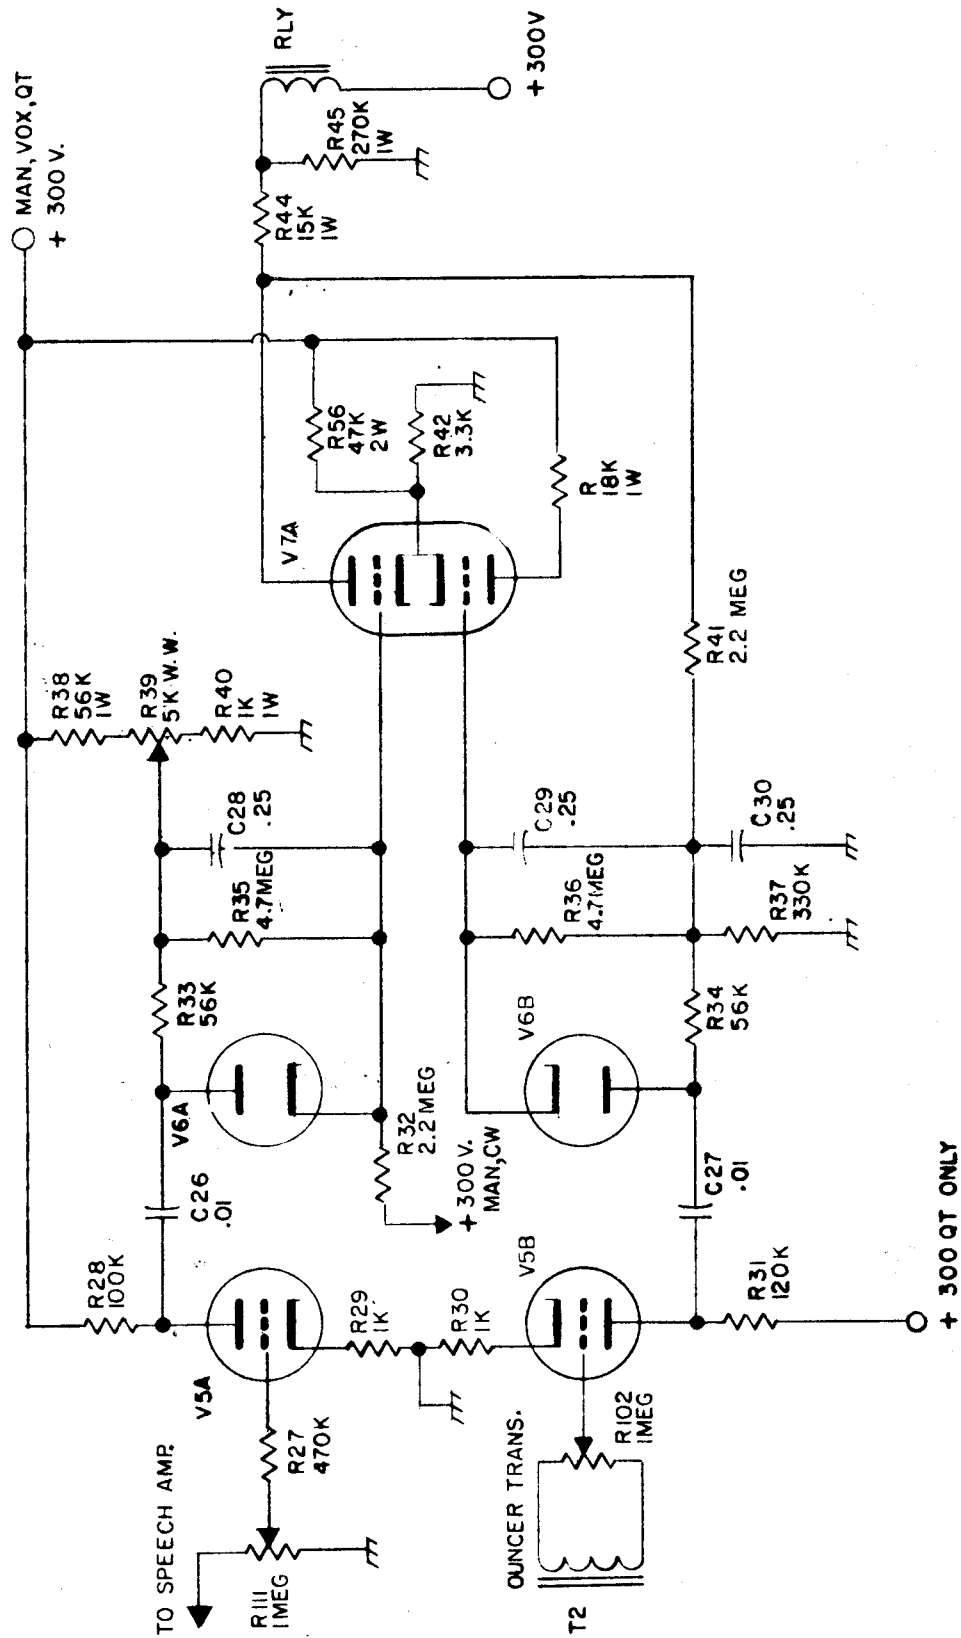 TO SPEECH AMP.
R111
1MEG
R27
470K
V5A
R28
100K
C26
.01
V6A
R33
56K
R35
4.7MEG
C28
.25
R38
56K
1W
R39
5K W.W.
R40
1K
1W
MAN,VOX,QT
+ 300V.
V7A
R56
47K
2W
R42
3.3K
R44
15K
1W
R45
270K
1W
RLY
+300V
R29
1K
R30
1K
R32
2.2 MEG
+300V.
MAN,CW
R
18K
1W
OUNCER TRANS.
T2
R102
1MEG
V5B
V6B
R36
4.7MEG
C29
.25
R31
120K
C27
.01
R34
56K
R37
330K
C30
.25
R41
2.2 MEG
+ 300 QT ONLY